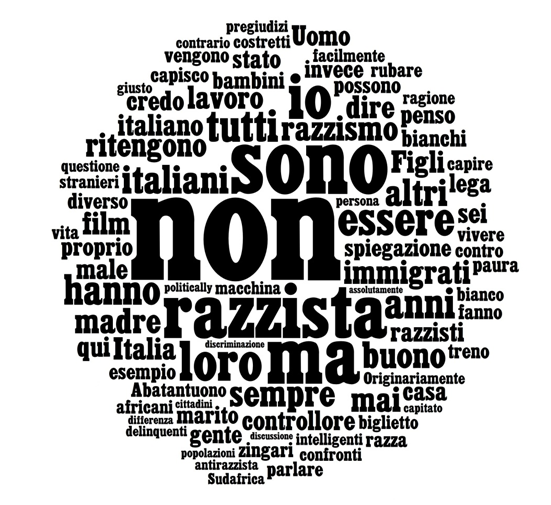 pregiudizi
contrario costretti Uomo
vengono stato facilmente
capisco bambini invece rubare
giusto credo lavoro io possono
italiano tutti razzismo dire ragione penso
ritengono sono bianchi
questione Figli capire
stranieri italiani persona altri lega
diverso non essere sei
vita film vivere
proprio spiegazione contro
male immigrati paura
hanno politically macchina assolutamente anni bianco
madre razzista fanno
qui Italia discriminazione razzisti
loro ma buono treno
esempio Originariamente
Abatantuono sempre mai casa
africani cittadini capitato
differenza marito controllore biglietto
delinquenti gente discussione intelligenti razza
popolazioni zingari confronti
antirazzista parlare
Sudafrica